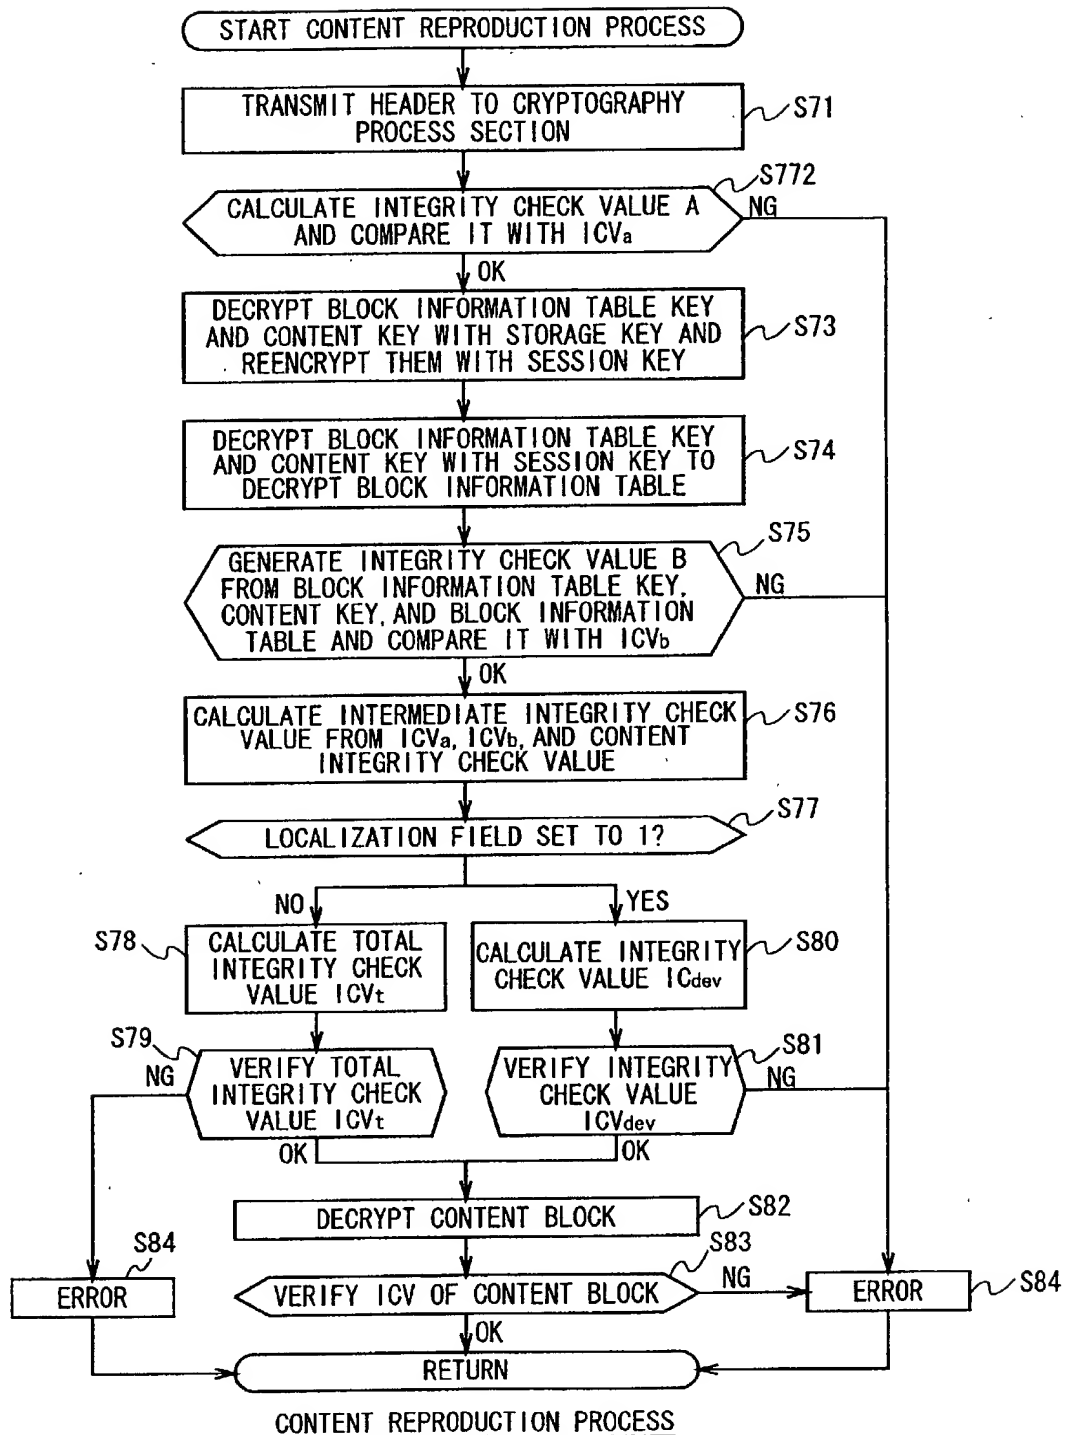 START CONTENT REPRODUCTION PROCESS
TRANSMIT HEADER TO CRYPTOGRAPHY
PROCESS SECTION
S71
S772
CALCULATE INTEGRITY CHECK VALUE A
AND COMPARE IT WITH ICVa
NG
OK
DECRYPT BLOCK INFORMATION TABLE KEY
AND CONTENT KEY WITH STORAGE KEY AND
REENCRYPT THEM WITH SESSION KEY
S73
DECRYPT BLOCK INFORMATION TABLE KEY
AND CONTENT KEY WITH SESSION KEY TO
DECRYPT BLOCK INFORMATION TABLE
S74
S75
GENERATE INTEGRITY CHECK VALUE B
FROM BLOCK INFORMATION TABLE KEY,
CONTENT KEY, AND BLOCK INFORMATION
TABLE AND COMPARE IT WITH ICVb
NG
OK
CALCULATE INTERMEDIATE INTEGRITY CHECK
VALUE FROM ICVa, ICVb, AND CONTENT
INTEGRITY CHECK VALUE
S76
S77
LOCALIZATION FIELD SET TO 1?
NO
YES
S78
CALCULATE TOTAL
INTEGRITY CHECK
VALUE ICVt
CALCULATE INTEGRITY
CHECK VALUE ICdev
S80
S79
NG
VERIFY TOTAL
INTEGRITY CHECK
VALUE ICVt
OK
VERIFY INTEGRITY
CHECK VALUE
ICVdev
S81
NG
OK
DECRYPT CONTENT BLOCK
S82
S83
VERIFY ICV OF CONTENT BLOCK
NG
OK
S84
ERROR
ERROR
S84
RETURN
CONTENT REPRODUCTION PROCESS